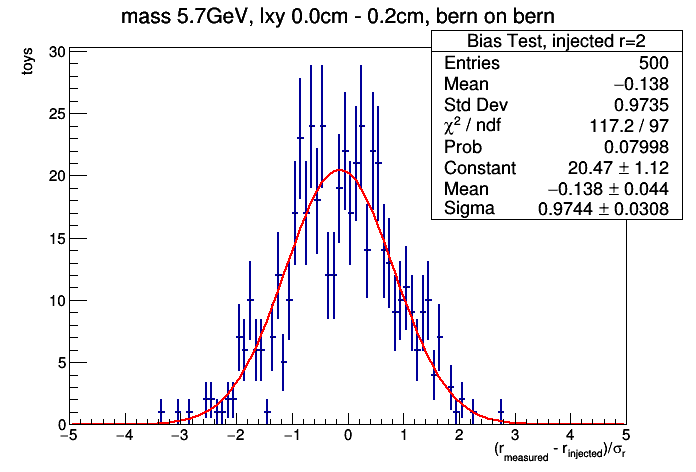 mass 5.7GeV, lxy 0.0cm - 0.2cm, bern on bern
Bias Test, injected r=2
Entries 500
Mean −0.138
Std Dev 0.9735
χ² / ndf 117.2 / 97
Prob 0.07998
Constant 20.47 ± 1.12
Mean −0.138 ± 0.044
Sigma 0.9744 ± 0.0308
toys
30
25
20
15
10
5
0
−5 −4 −3 −2 −1 0 1 2 3 4 5
(r_measured - r_injected)/σ_r